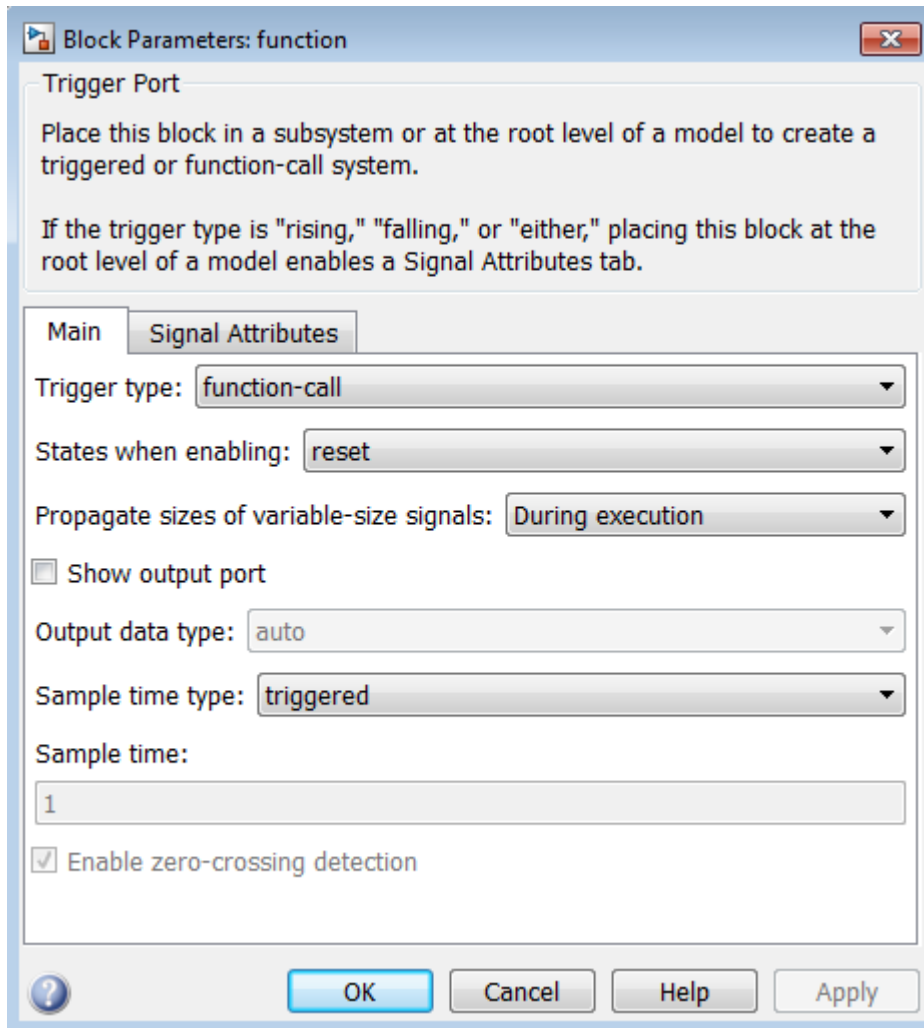 Block Parameters: function
Trigger Port
Place this block in a subsystem or at the root level of a model to create a
triggered or function-call system.
If the trigger type is "rising," "falling," or "either," placing this block at the
root level of a model enables a Signal Attributes tab.
Main Signal Attributes
Trigger type: function-call
States when enabling: reset
Propagate sizes of variable-size signals: During execution
Show output port
Output data type: auto
Sample time type: triggered
Sample time:
1
Enable zero-crossing detection
? OK Cancel Help Apply